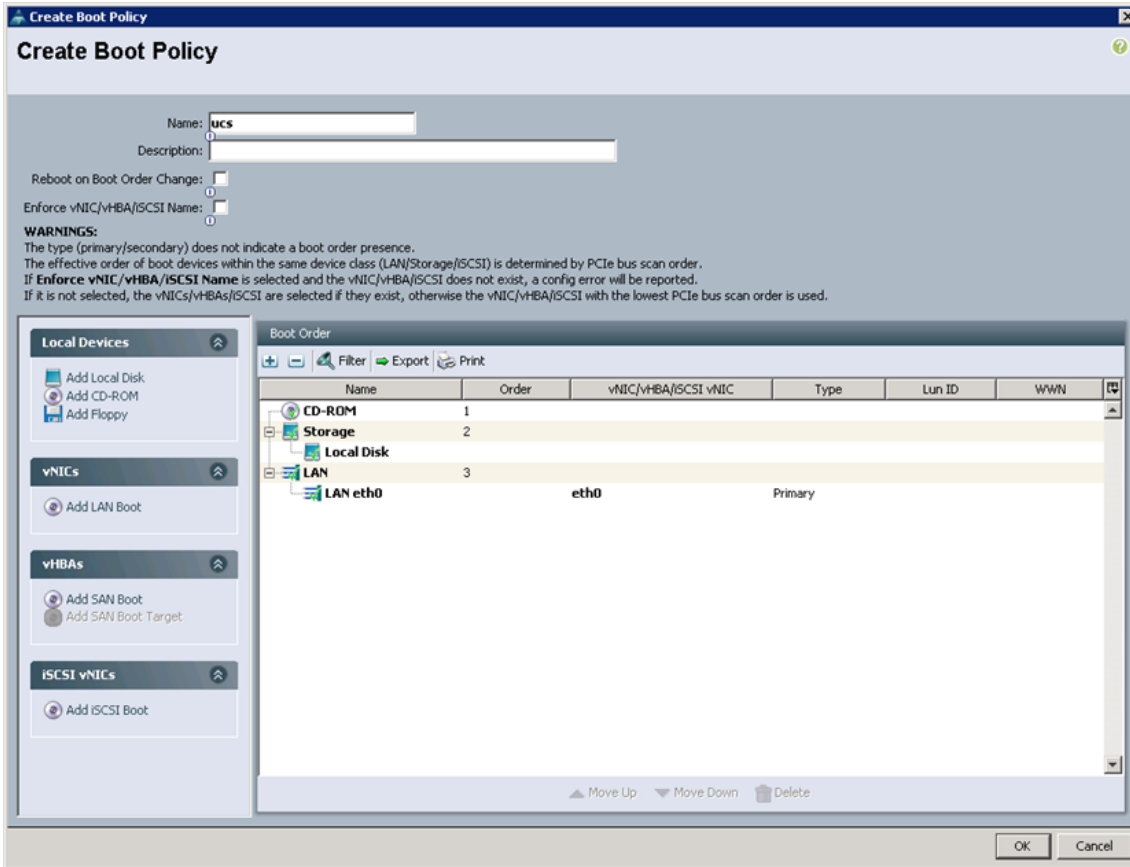 Create Boot Policy
Create Boot Policy
Name: ucs
Description:
Reboot on Boot Order Change:
Enforce vNIC/vHBA/iSCSI Name:
WARNINGS:
The type (primary/secondary) does not indicate a boot order presence.
The effective order of boot devices within the same device class (LAN/Storage/iSCSI) is determined by PCIe bus scan order.
If Enforce vNIC/vHBA/iSCSI Name is selected and the vNIC/vHBA/iSCSI does not exist, a config error will be reported.
If it is not selected, the vNICs/vHBAs/iSCSI are selected if they exist, otherwise the vNIC/vHBA/iSCSI with the lowest PCIe bus scan order is used.
Local Devices
Add Local Disk
Add CD-ROM
Add Floppy
vNICs
Add LAN Boot
vHBAs
Add SAN Boot
Add SAN Boot Target
iSCSI vNICs
Add iSCSI Boot
Boot Order
Filter Export Print
Name Order vNIC/vHBA/iSCSI vNIC Type Lun ID WWN
CD-ROM 1
Storage 2
Local Disk
LAN 3
LAN eth0 eth0 Primary
Move Up Move Down Delete
OK Cancel